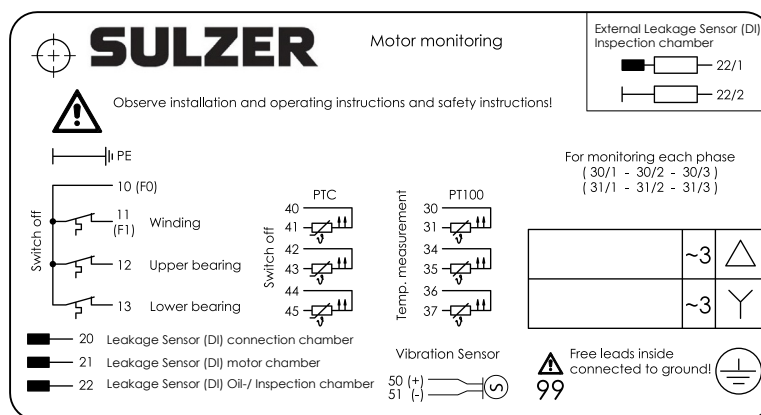 SULZER
Motor monitoring
External Leakage Sensor (DI)
Inspection chamber
22/1
22/2
Observe installation and operating instructions and safety instructions!
PE
For monitoring each phase
( 30/1 - 30/2 - 30/3 )
( 31/1 - 31/2 - 31/3 )
Switch off
10 (F0)
11 Winding
(F1)
12 Upper bearing
13 Lower bearing
Switch off
PTC
40
41
42
43
44
45
Temp. measurement
PT100
30
31
34
35
36
37
~3
~3
20 Leakage Sensor (DI) connection chamber
21 Leakage Sensor (DI) motor chamber
22 Leakage Sensor (DI) Oil-/ Inspection chamber
Vibration Sensor
50 (+)
51 (-)
S
Free leads inside
connected to ground!
99